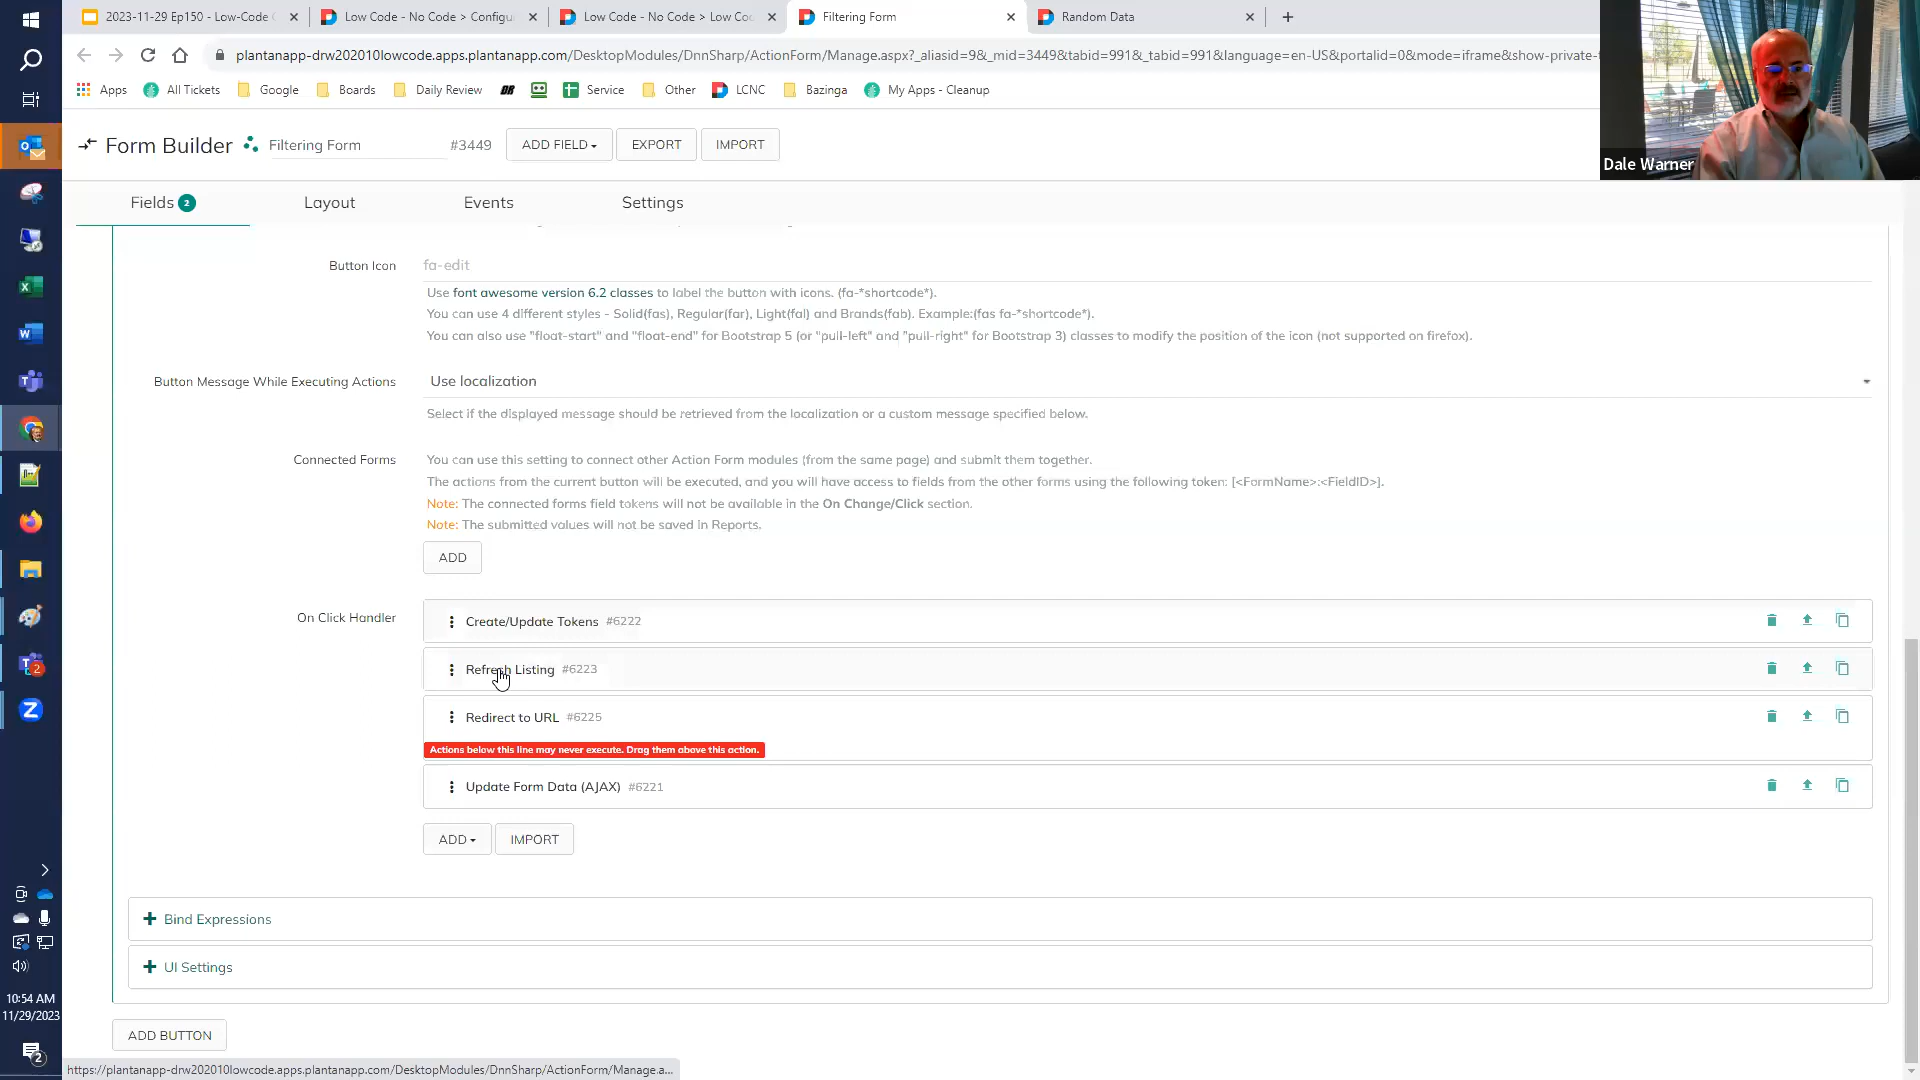 2023-11-29 Ep150 - Low-Code
Low Code - No Code > Configu
Low Code - No Code > Low Co
Filtering Form
Random Data
plantanapp-drw202010lowcode.apps.plantanapp.com/DesktopModules/DnnSharp/ActionForm/Manage.aspx?_aliasid=9&_mid=3449&tabid=991&_tabid=991&language=en-US&portalid=0&mode=iframe&show-private-
Apps
All Tickets
Google
Boards
Daily Review
Service
Other
LCNC
Bazinga
My Apps - Cleanup
Form Builder
Filtering Form
#3449
ADD FIELD
EXPORT
IMPORT
Dale Warner
Fields 2
Layout
Events
Settings
Button Icon
fa-edit
Use font awesome version 6.2 classes to label the button with icons. (fa-*shortcode*).
You can use 4 different styles - Solid(fas), Regular(far), Light(fal) and Brands(fab). Example:(fas fa-*shortcode*).
You can also use "float-start" and "float-end" for Bootstrap 5 (or "pull-left" and "pull-right" for Bootstrap 3) classes to modify the position of the icon (not supported on firefox).
Button Message While Executing Actions
Use localization
Select if the displayed message should be retrieved from the localization or a custom message specified below.
Connected Forms
You can use this setting to connect other Action Form modules (from the same page) and submit them together.
The actions from the current button will be executed, and you will have access to fields from the other forms using the following token: [<FormName>:<FieldID>].
Note: The connected forms field tokens will not be available in the On Change/Click section.
Note: The submitted values will not be saved in Reports.
ADD
On Click Handler
Create/Update Tokens #6222
Refresh Listing #6223
Redirect to URL #6225
Actions below this line may never execute. Drag them above this action.
Update Form Data (AJAX) #6221
ADD
IMPORT
Bind Expressions
UI Settings
ADD BUTTON
10:54 AM
11/29/2023
2
https://plantanapp-drw202010lowcode.apps.plantanapp.com/DesktopModules/DnnSharp/ActionForm/Manage.a...